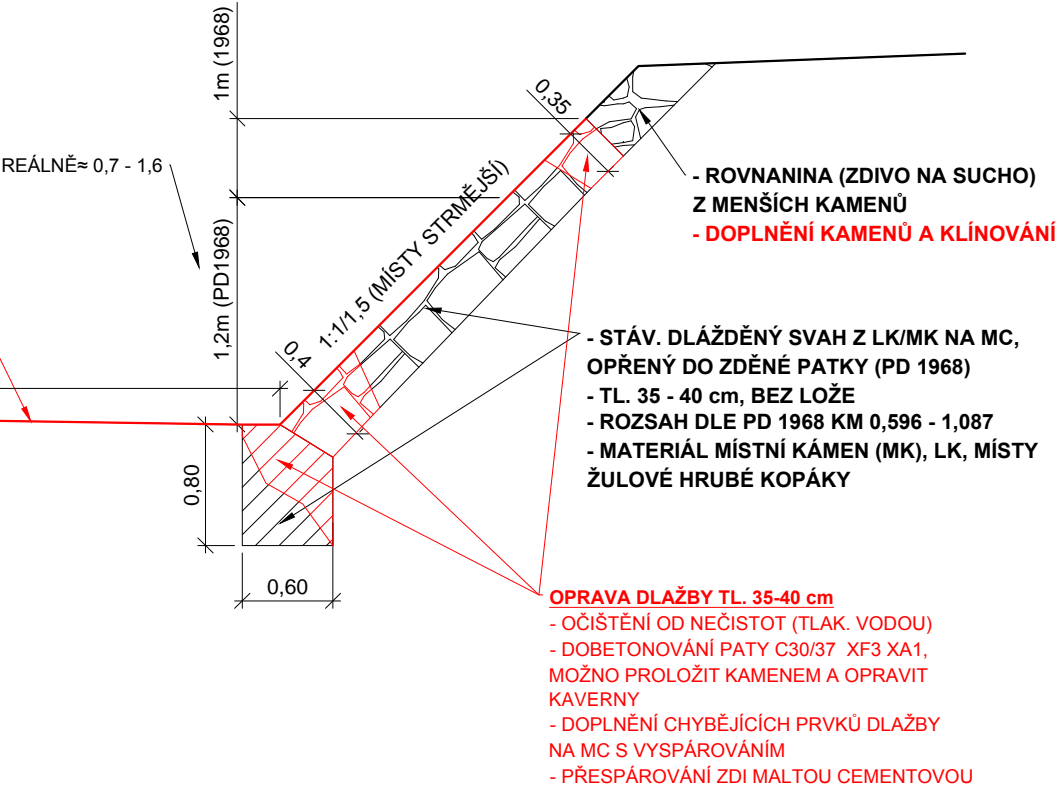 1m (1968)
0,35
REÁLNĚ≈ 0,7 - 1,6
- ROVNANINA (ZDIVO NA SUCHO)
Z MENŠÍCH KAMENŮ
- DOPLNĚNÍ KAMENŮ A KLÍNOVÁNÍ
1:1/1,5 (MÍSTY STRMĚJŠÍ)
1,2m (PD1968)
0,4
- STÁV. DLÁŽDĚNÝ SVAH Z LK/MK NA MC,
OPŘENÝ DO ZDĚNÉ PATKY (PD 1968)
- TL. 35 - 40 cm, BEZ LOŽE
- ROZSAH DLE PD 1968 KM 0,596 - 1,087
- MATERIÁL MÍSTNÍ KÁMEN (MK), LK, MÍSTY
ŽULOVÉ HRUBÉ KOPÁKY
0,80
0,60
OPRAVA DLAŽBY TL. 35-40 cm
- OČIŠTĚNÍ OD NEČISTOT (TLAK. VODOU)
- DOBETONOVÁNÍ PATY C30/37 XF3 XA1,
MOŽNO PROLOŽIT KAMENEM A OPRAVIT
KAVERNY
- DOPLNĚNÍ CHYBĚJÍCÍCH PRVKŮ DLAŽBY
NA MC S VYSPÁROVÁNÍM
- PŘESPÁROVÁNÍ ZDI MALTOU CEMENTOVOU